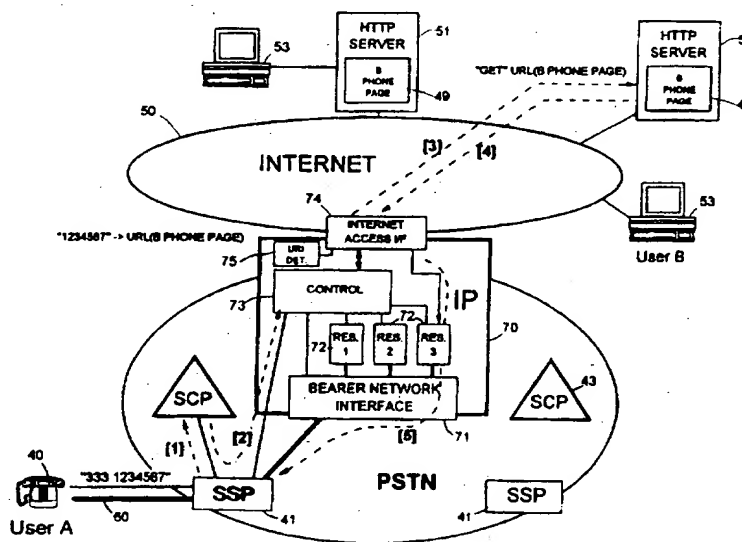 51
HTTP
SERVER
B
PHONE
PAGE
49
53
HTTP
SERVER
B
PHONE
PAGE
"GET" URL(B PHONE PAGE)
50
INTERNET
[3]
[4]
74
INTERNET
ACCESS I/F
53
User B
"1234567" -> URL(B PHONE PAGE)
75
URI
DET.
CONTROL
73
IP
72
72
RES.
1
RES.
2
RES.
3
70
BEARER NETWORK
INTERFACE
71
SCP
SCP
43
[1]
[2]
[5]
PSTN
40
"333 1234567"
60
User A
SSP
41
41
SSP